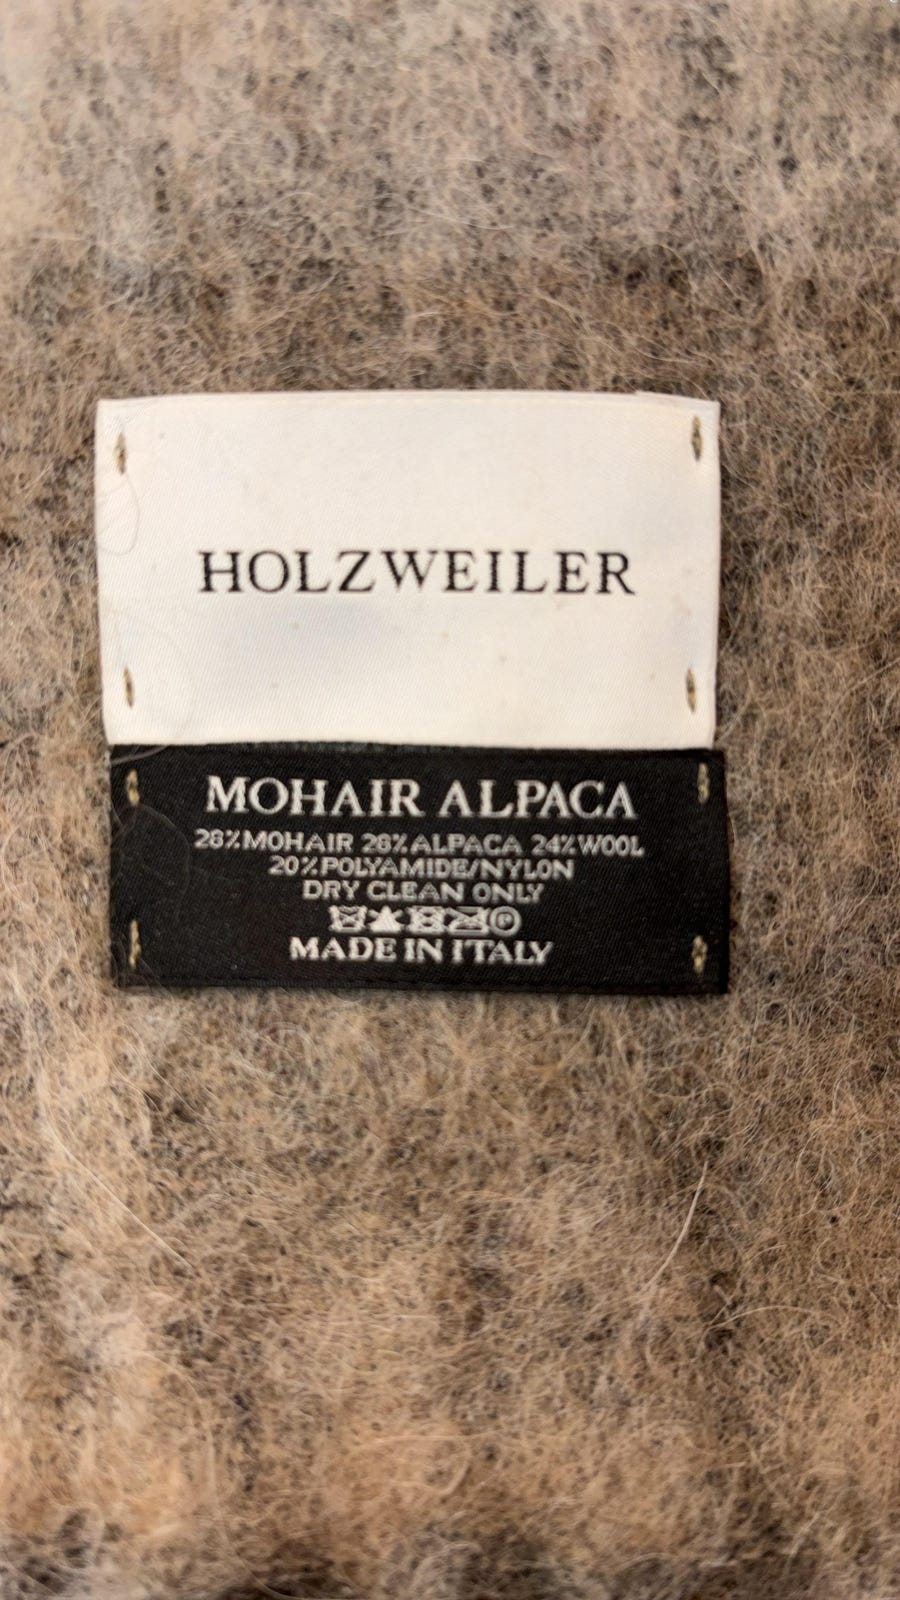 HOLZWEILER
MOHAIR ALPACA
28%MOHAIR 28%ALPACA 24%WOOL
20%POLYAMIDE/NYLON
DRY CLEAN ONLY
MADE IN ITALY